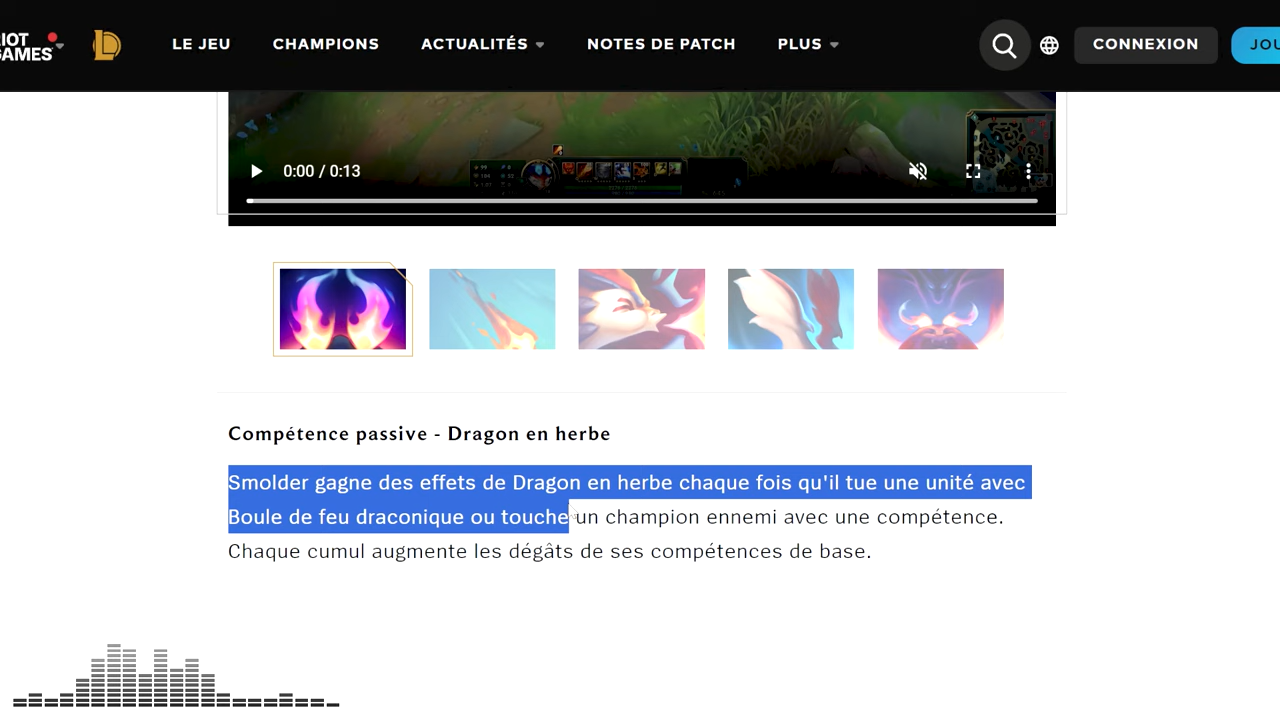 RIOT
GAMES
LE JEU
CHAMPIONS
ACTUALITÉS
NOTES DE PATCH
PLUS
CONNEXION
JOU
0:00 / 0:13
Compétence passive - Dragon en herbe
Smolder gagne des effets de Dragon en herbe chaque fois qu'il tue une unité avec
Boule de feu draconique ou touche un champion ennemi avec une compétence.
Chaque cumul augmente les dégâts de ses compétences de base.